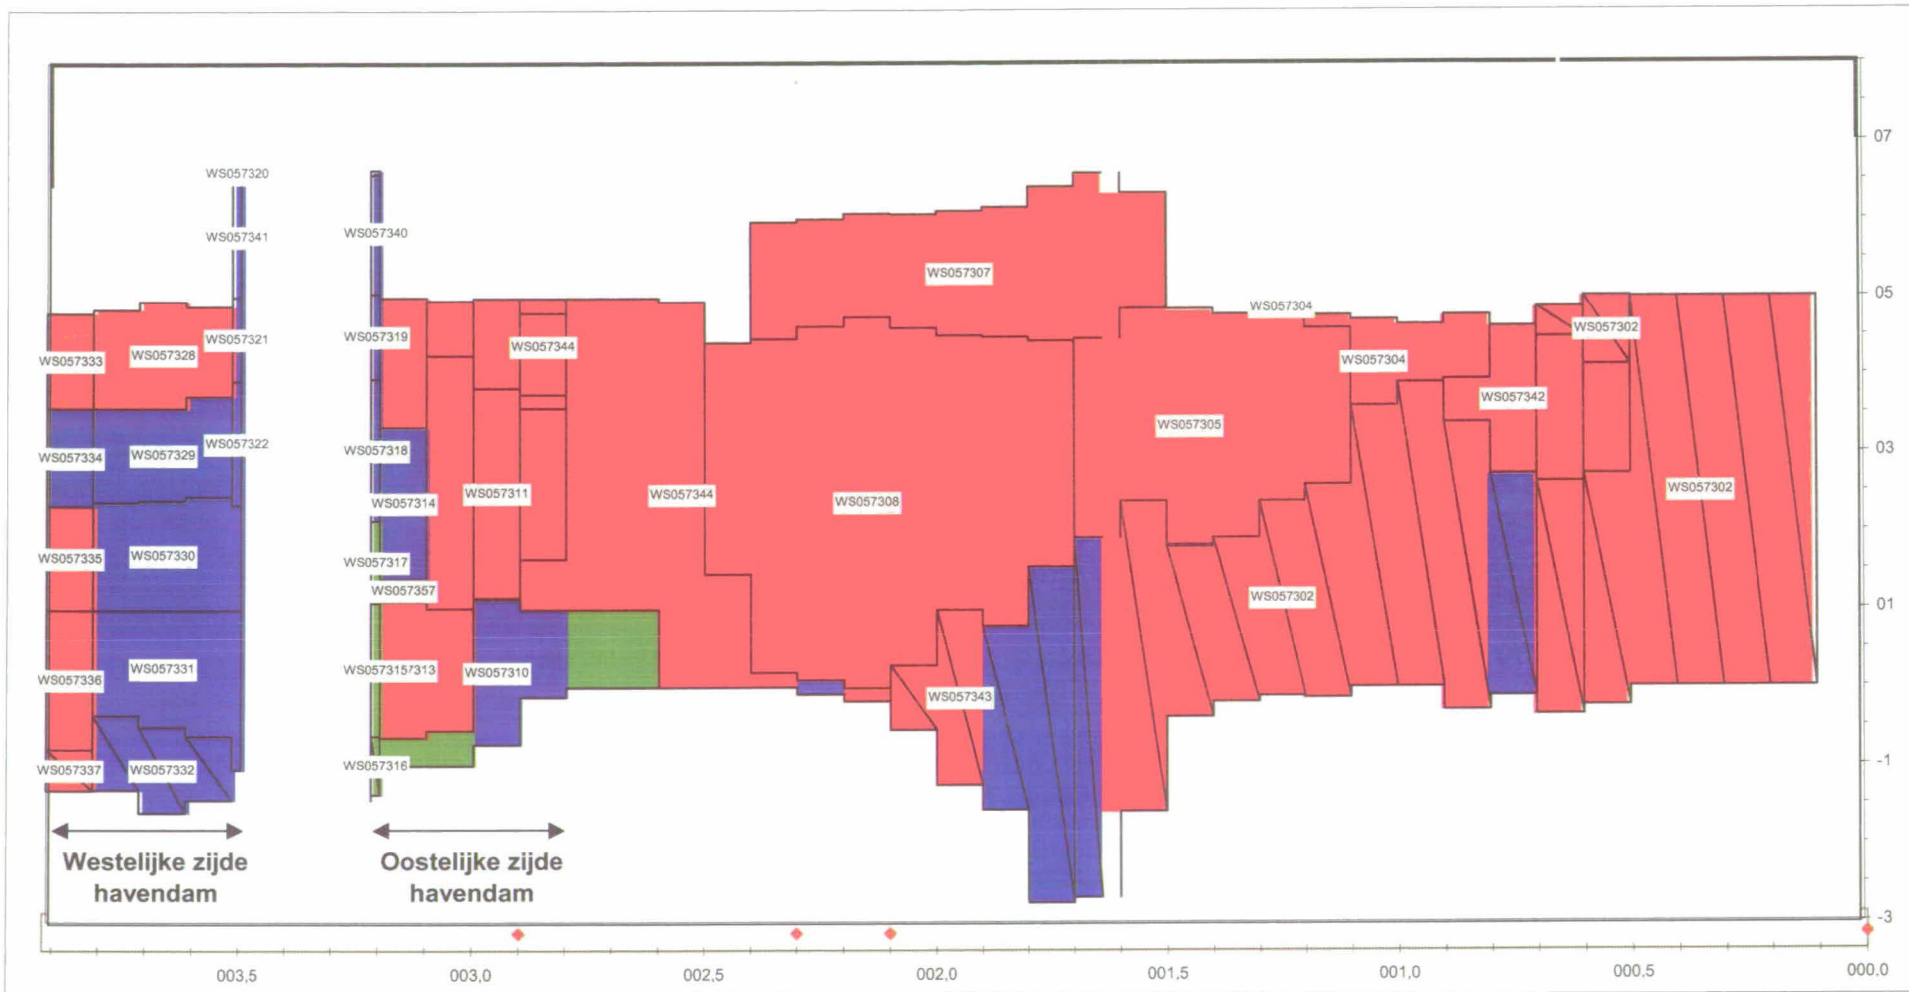 07
WS057320
WS057341
WS057340
WS057307
05
WS057304
WS057302
WS057321
WS057319
WS057344
WS057328
WS057333
WS057304
WS057342
WS057305
WS057322
WS057318
WS057329
WS057334
03
WS057302
WS057311
WS057344
WS057308
WS057314
WS057330
WS057335
WS057317
WS057357
WS057302
01
WS057331
WS057336
WS0573157313
WS057310
WS057343
WS057316
WS057337
WS057332
-1
Westelijke zijde
havendam
Oostelijke zijde
havendam
-3
003,5
003,0
002,5
002,0
001,5
001,0
000,5
000,0